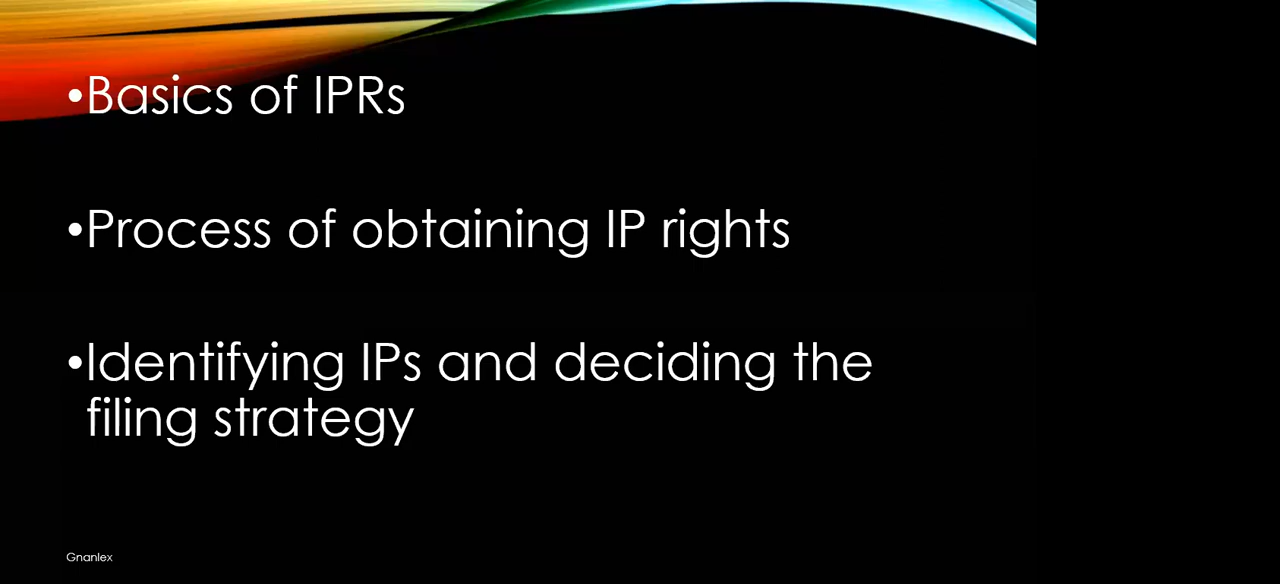 •Basics of IPRs
•Process of obtaining IP rights
•Identifying IPs and deciding the
filing strategy
Gnanlex